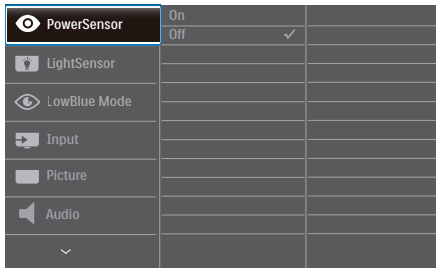 PowerSensor
On
Off
LightSensor
LowBlue Mode
Input
Picture
Audio